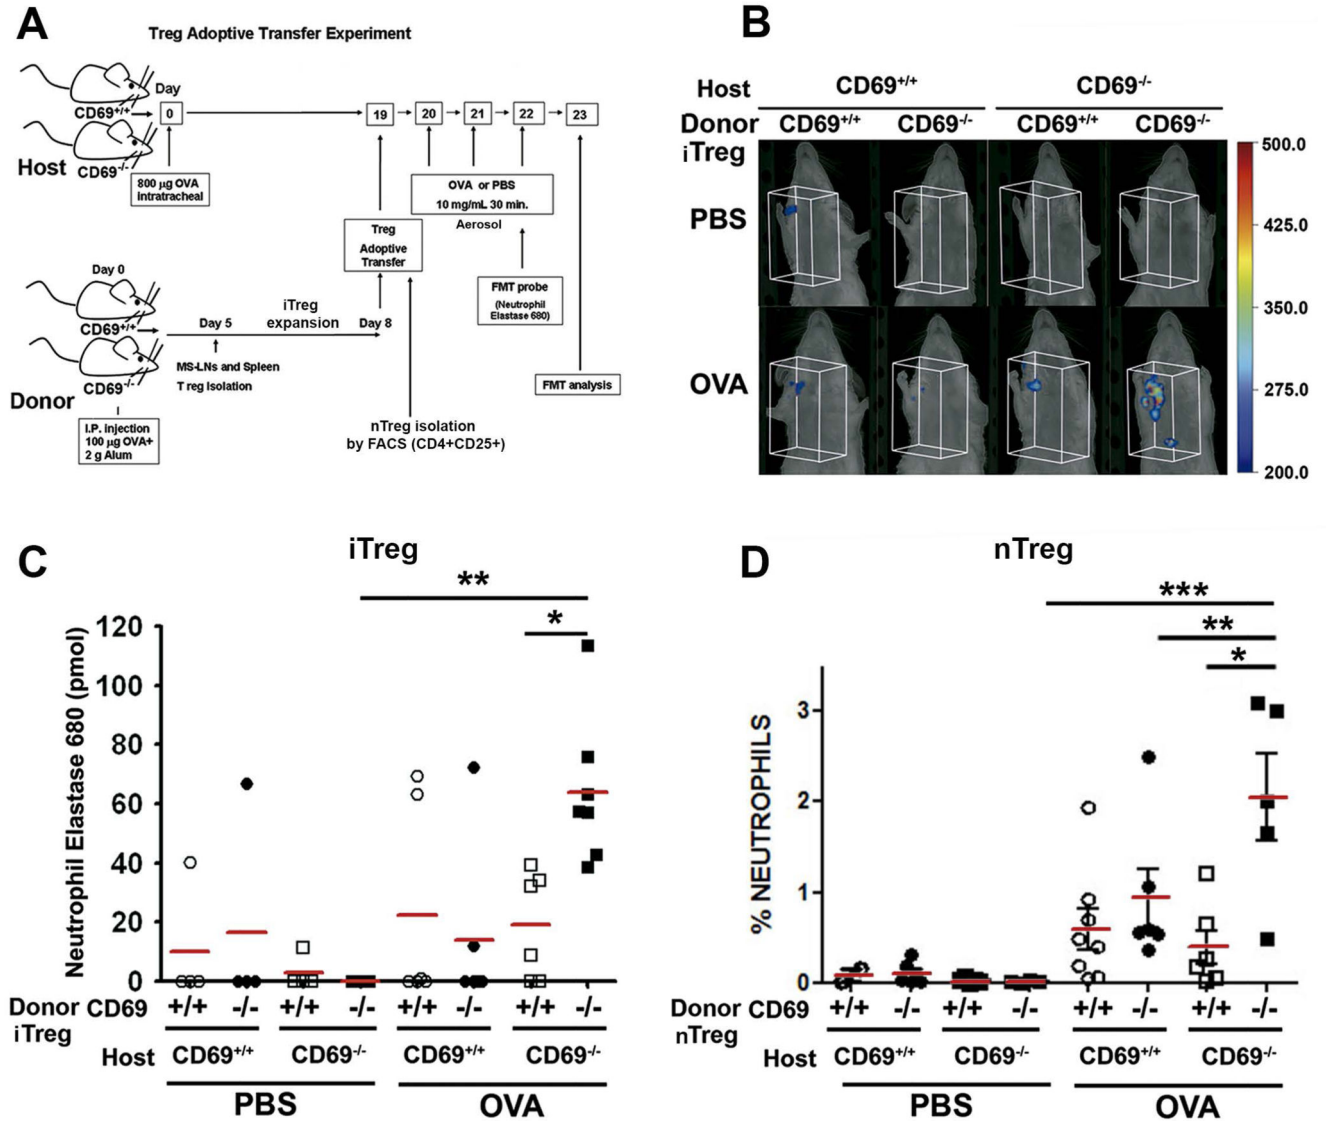 A
Treg Adoptive Transfer Experiment
Day
CD69+/+
0
19
20
21
22
23
Host
CD69-/-
800 µg OVA
intratracheal
OVA or PBS
10 mg/mL 30 min.
Aerosol
Treg
Adoptive
Transfer
FMT probe
(Neutrophil
Elastase 680)
Day 0
CD69+/+
Day 5
iTreg
expansion
Day 8
MS-LNs and Spleen
T reg isolation
CD69-/-
Donor
I.P. injection
100 µg OVA+
2 g Alum
FMT analysis
nTreg isolation
by FACS (CD4+CD25+)
B
Host
CD69+/+
CD69-/-
Donor
iTreg
CD69+/+
CD69-/-
CD69+/+
CD69-/-
PBS
OVA
500.0
425.0
350.0
275.0
200.0
C
iTreg
**
*
Neutrophil Elastase 680 (pmol)
120
100
80
60
40
20
0
Donor CD69 +/+ -/- +/+ -/- +/+ -/- +/+ -/-
iTreg
Host CD69+/+ CD69-/- CD69+/+ CD69-/-
PBS OVA
D
nTreg
***
**
*
% NEUTROPHILS
3
2
1
0
Donor CD69 +/+ -/- +/+ -/- +/+ -/- +/+ -/-
nTreg
Host CD69+/+ CD69-/- CD69+/+ CD69-/-
PBS OVA